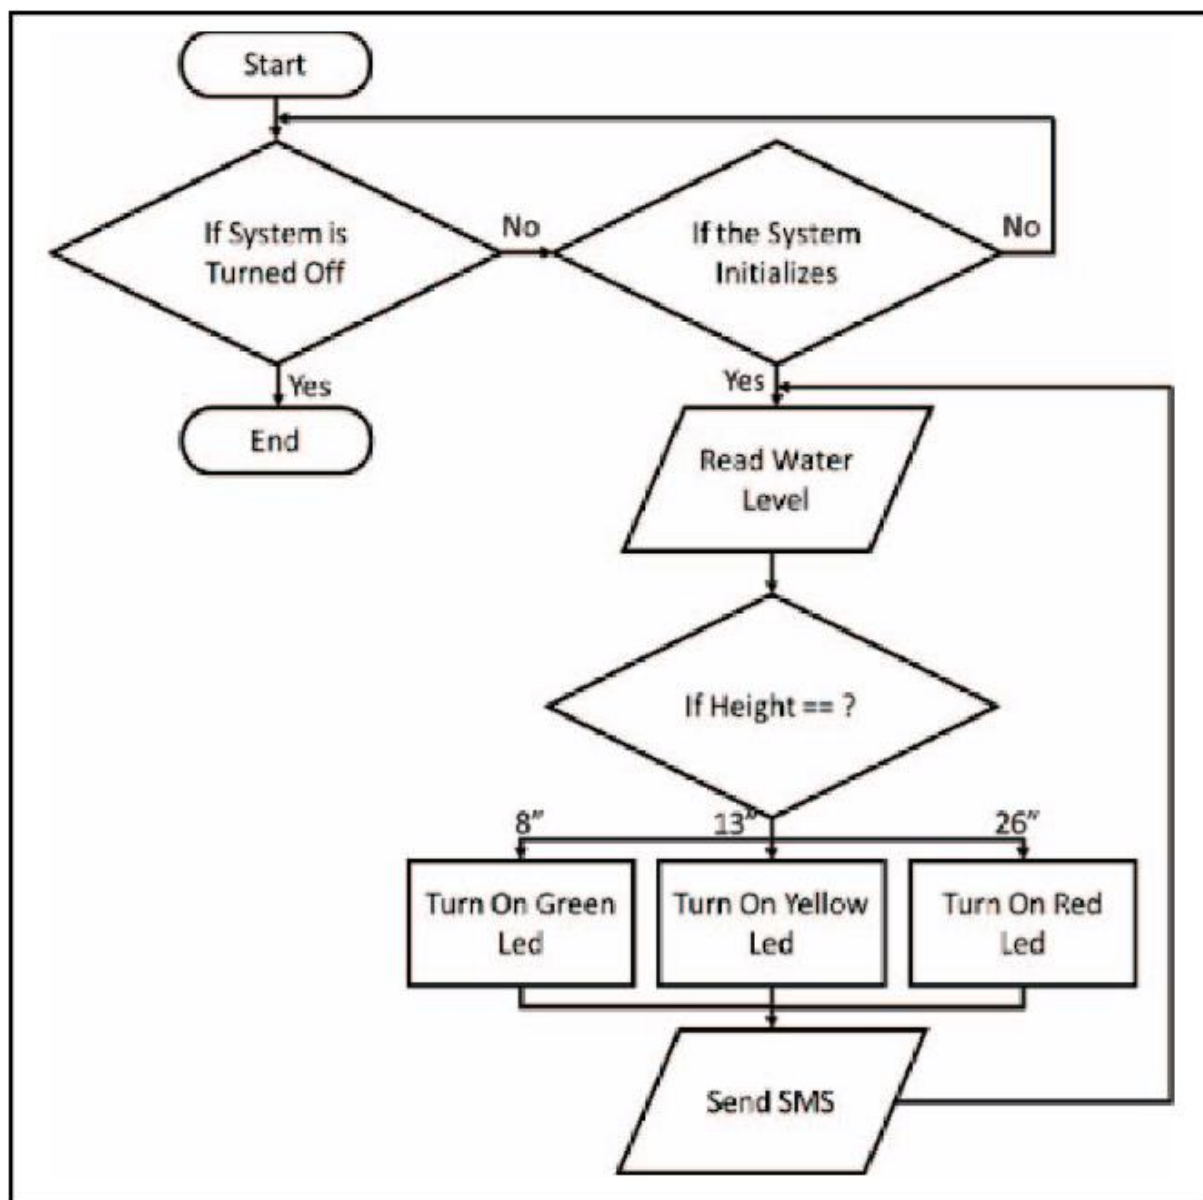 Start
If System is
Turned Off
No
If the System
Initializes
No
Yes
End
Yes
Read Water
Level
If Height == ?
8”
13”
26”
Turn On Green
Led
Turn On Yellow
Led
Turn On Red
Led
Send SMS